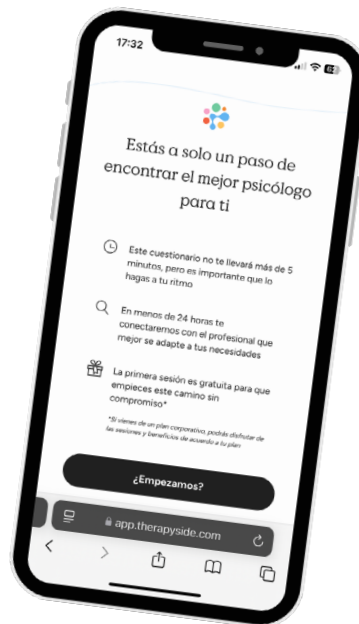 17:32
62
Estás a solo un paso de
encontrar el mejor psicólogo
para ti
Este cuestionario no te llevará más de 5
minutos, pero es importante que lo
hagas a tu ritmo
En menos de 24 horas te
conectaremos con el profesional que
mejor se adapte a tus necesidades
La primera sesión es gratuita para que
empieces este camino sin
compromiso*
*Si vienes de un plan corporativo, podrás disfrutar de
las sesiones y beneficios de acuerdo a tu plan
¿Empezamos?
app.therapyside.com